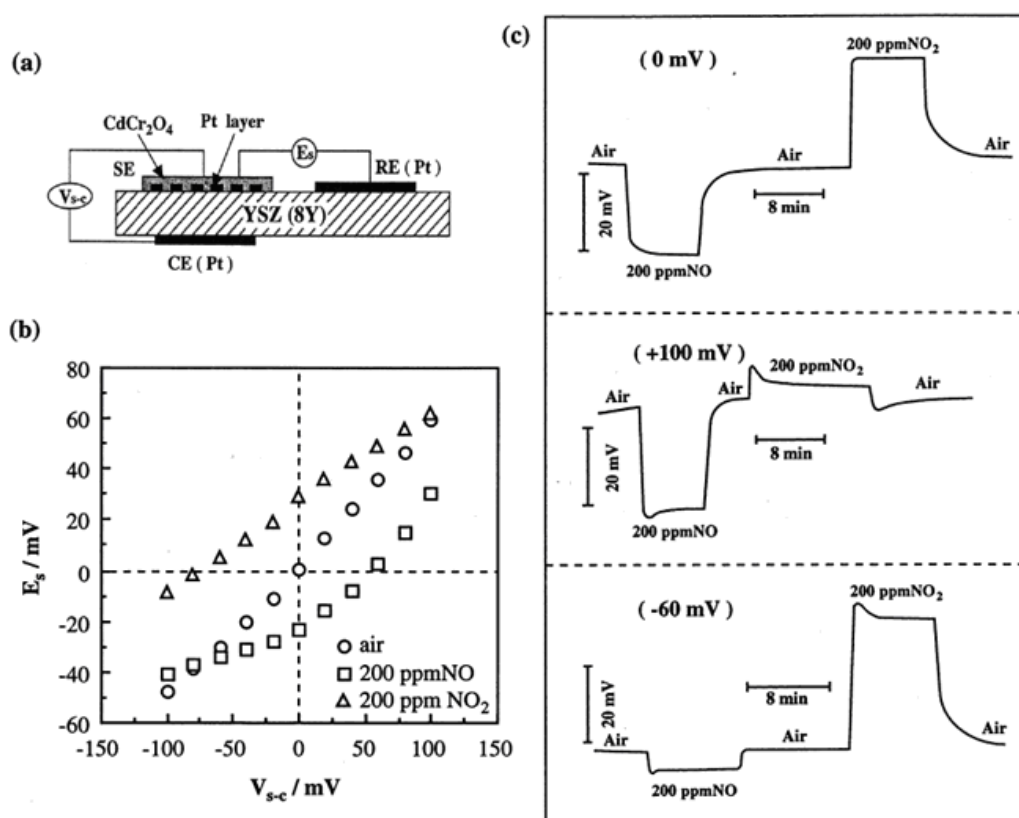 (a)
CdCr2O4
Pt layer
SE
Es
RE ( Pt )
Vs-c
YSZ (8Y)
CE ( Pt )
(b)
80
60
40
20
0
-20
-40
-60
Es / mV
air
200 ppmNO
200 ppm NO2
-150 -100 -50 0 50 100 150
Vs-c / mV
(c)
( 0 mV )
200 ppmNO2
Air
Air
Air
20 mV
8 min
200 ppmNO
( +100 mV )
200 ppmNO2
Air
Air
Air
20 mV
8 min
200 ppmNO
( -60 mV )
200 ppmNO2
20 mV
8 min
Air
Air
Air
200 ppmNO